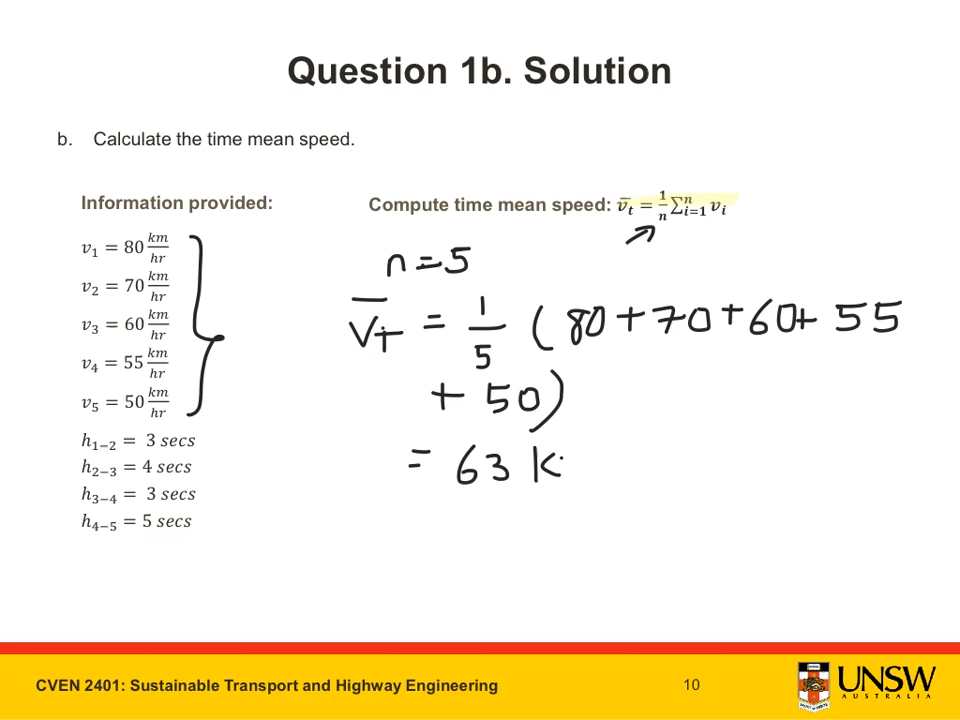 Question 1b. Solution
b. Calculate the time mean speed.
Information provided:
v₁ = 80 km/hr
v₂ = 70 km/hr
v₃ = 60 km/hr
v₄ = 55 km/hr
v₅ = 50 km/hr
h₁₋₂ = 3 secs
h₂₋₃ = 4 secs
h₃₋₄ = 3 secs
h₄₋₅ = 5 secs
Compute time mean speed: v̄ₜ = 1/n ∑ⁿᵢ₌₁ vᵢ
n = 5
V̄T = 1/5 (80+70+60+55
+ 50)
= 63 K
CVEN 2401: Sustainable Transport and Highway Engineering
10
UNSW
AUSTRALIA